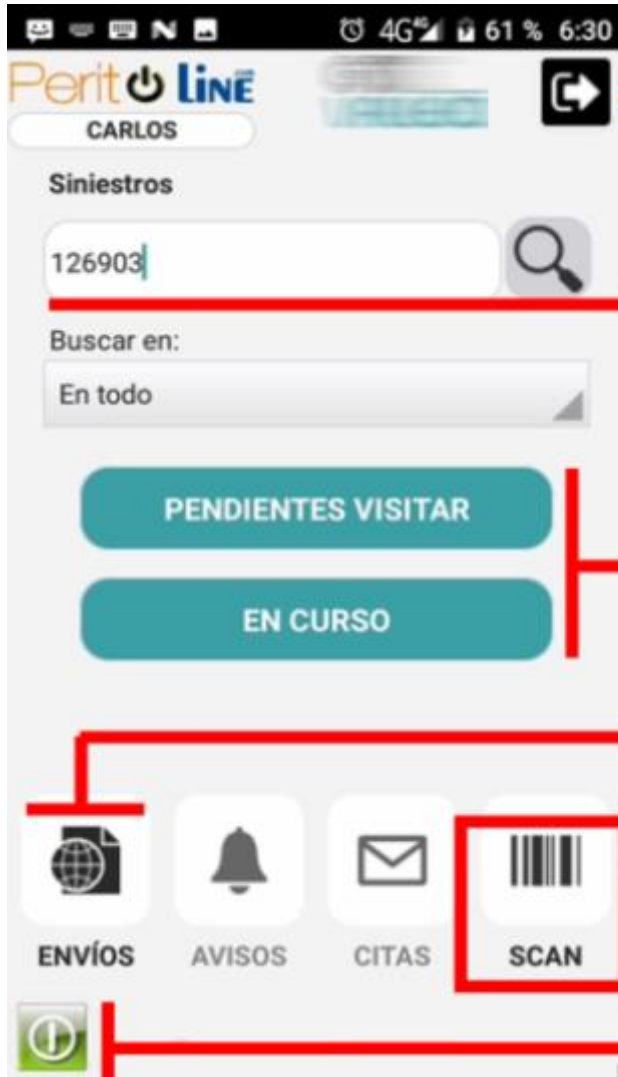 4G 4G 61 % 6:30
Perit Line
CARLOS
Siniestros
126903
Buscar en:
En todo
PENDIENTES VISITAR
EN CURSO
ENVÍOS AVISOS CITAS SCAN